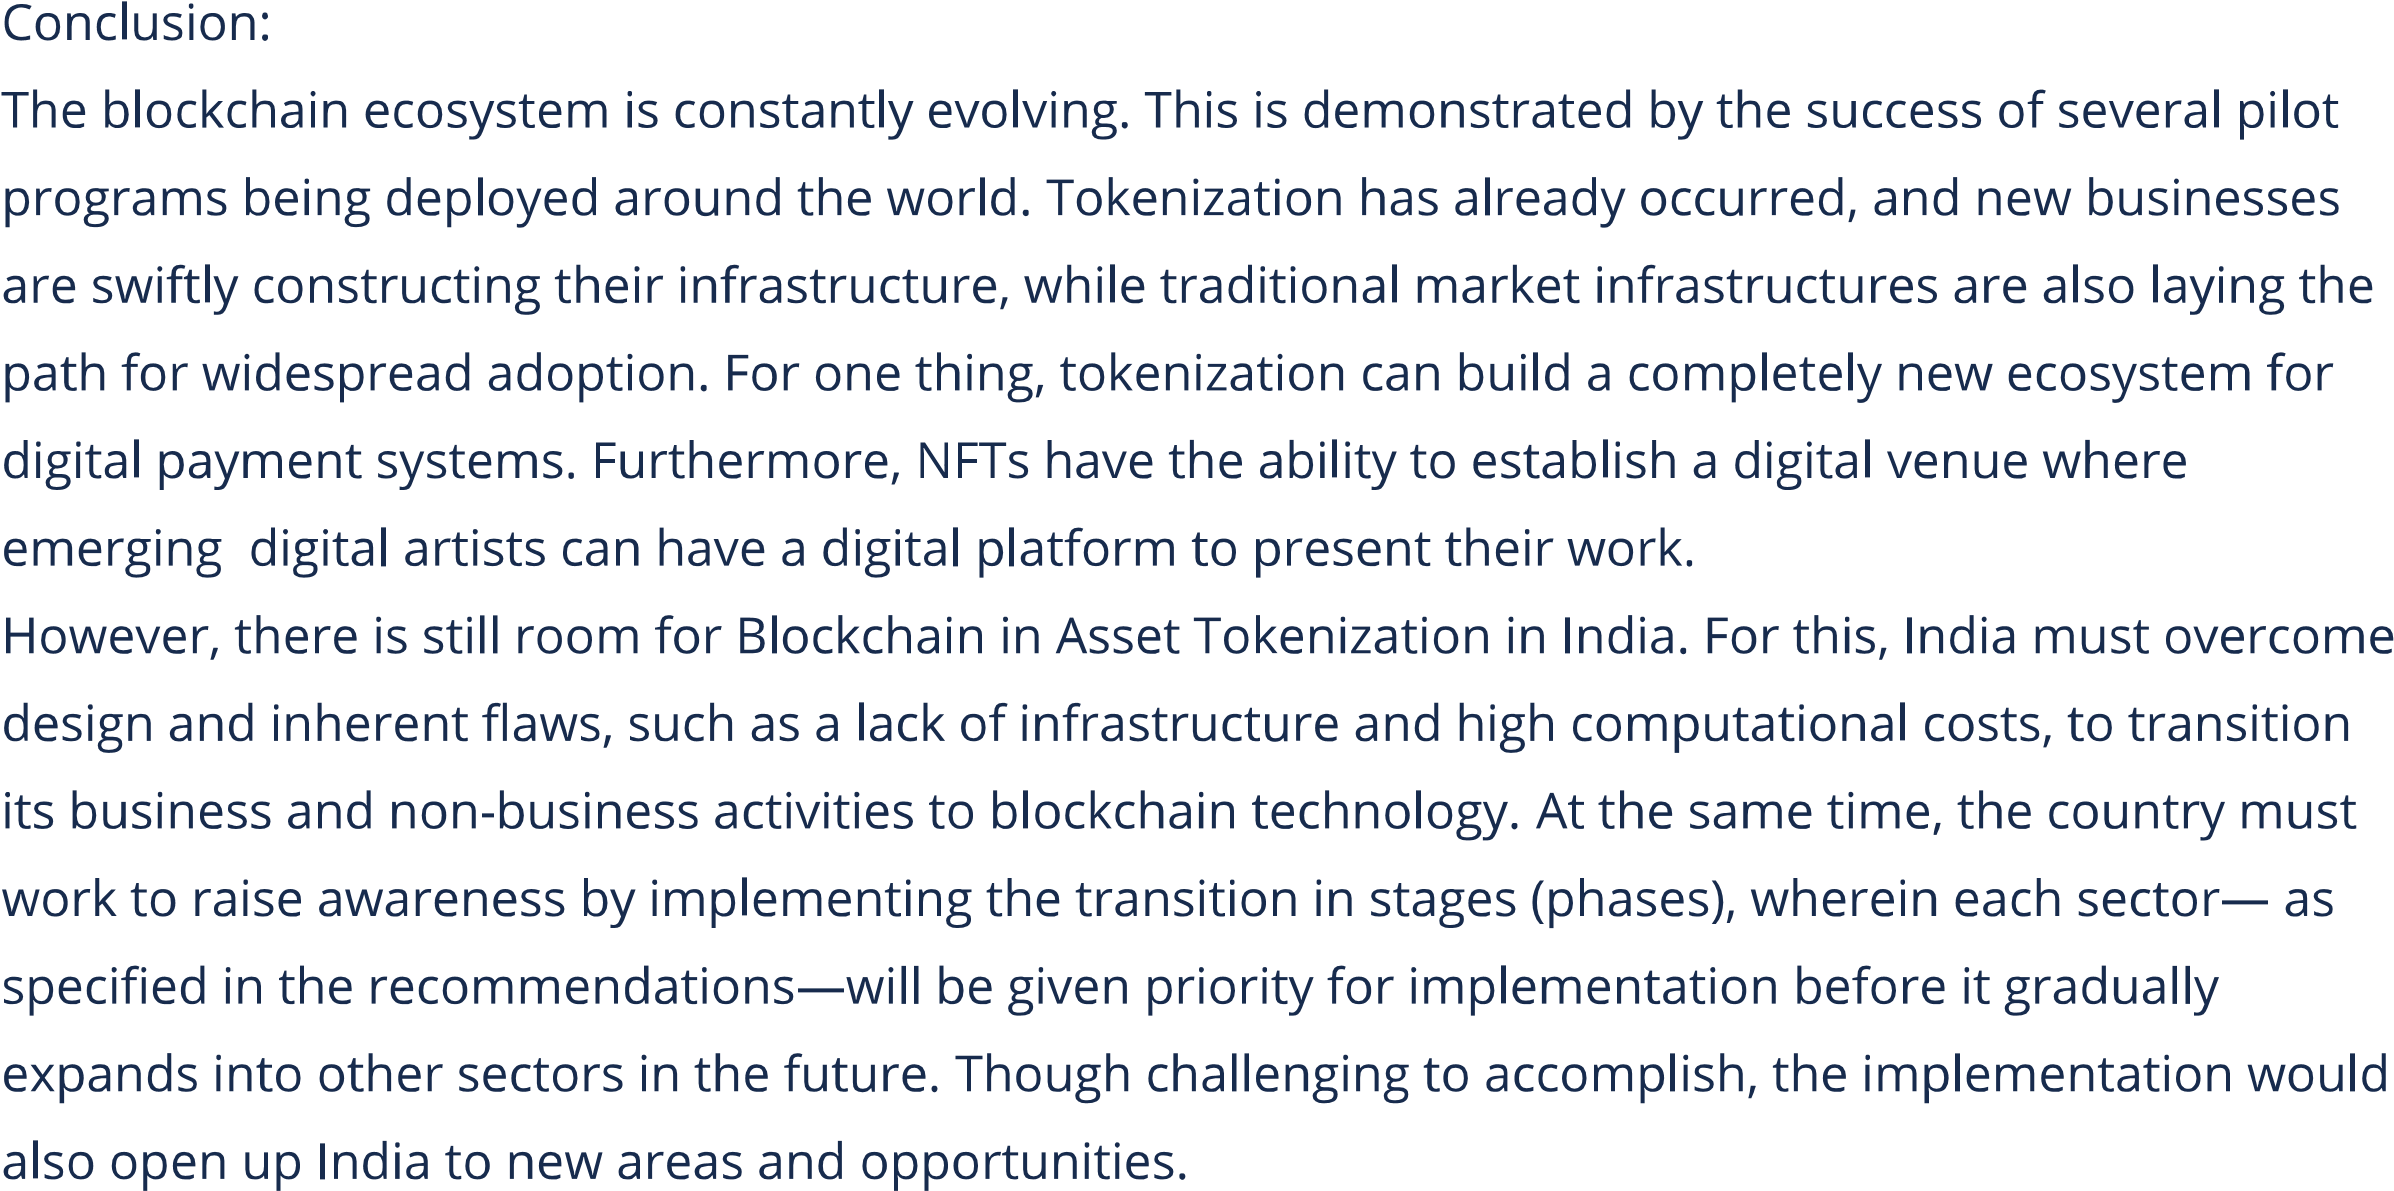 Conclusion:
The blockchain ecosystem is constantly evolving. This is demonstrated by the success of several pilot
programs being deployed around the world. Tokenization has already occurred, and new businesses
are swiftly constructing their infrastructure, while traditional market infrastructures are also laying the
path for widespread adoption. For one thing, tokenization can build a completely new ecosystem for
digital payment systems. Furthermore, NFTs have the ability to establish a digital venue where
emerging  digital artists can have a digital platform to present their work.
However, there is still room for Blockchain in Asset Tokenization in India. For this, India must overcome
design and inherent flaws, such as a lack of infrastructure and high computational costs, to transition
its business and non-business activities to blockchain technology. At the same time, the country must
work to raise awareness by implementing the transition in stages (phases), wherein each sector— as
specified in the recommendations—will be given priority for implementation before it gradually
expands into other sectors in the future. Though challenging to accomplish, the implementation would
also open up India to new areas and opportunities.